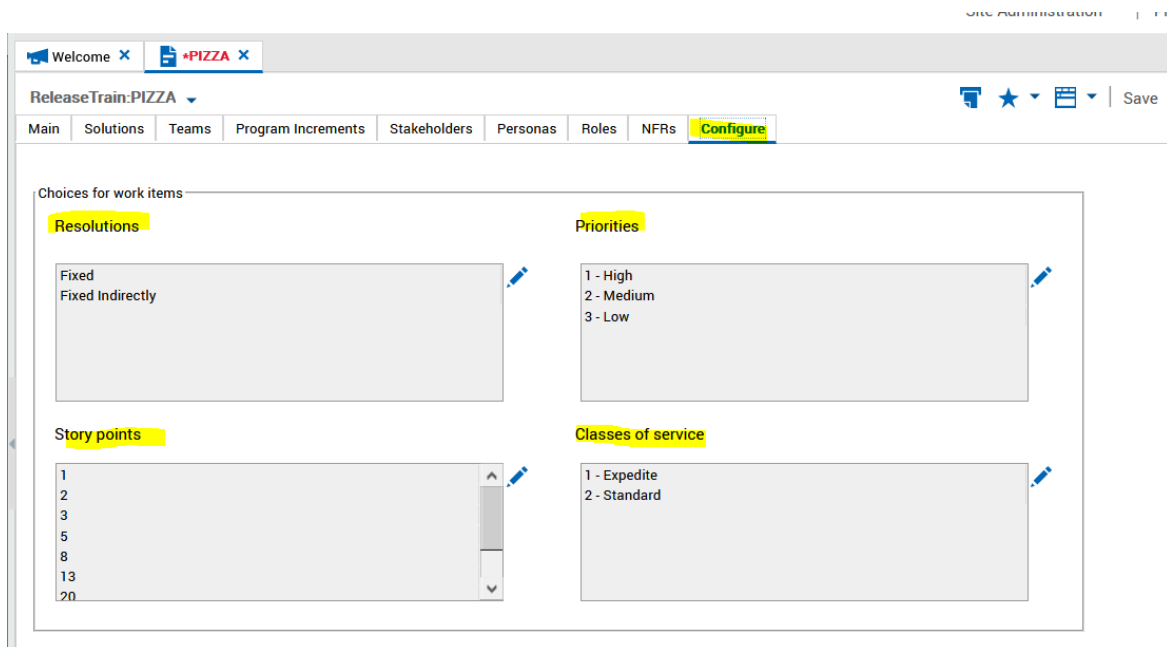 Site Administration
Welcome
*PIZZA
ReleaseTrain:PIZZA
Save
Main Solutions Teams Program Increments Stakeholders Personas Roles NFRs Configure
Choices for work items
Resolutions
Fixed
Fixed Indirectly
Priorities
1 - High
2 - Medium
3 - Low
Story points
1
2
3
5
8
13
20
Classes of service
1 - Expedite
2 - Standard